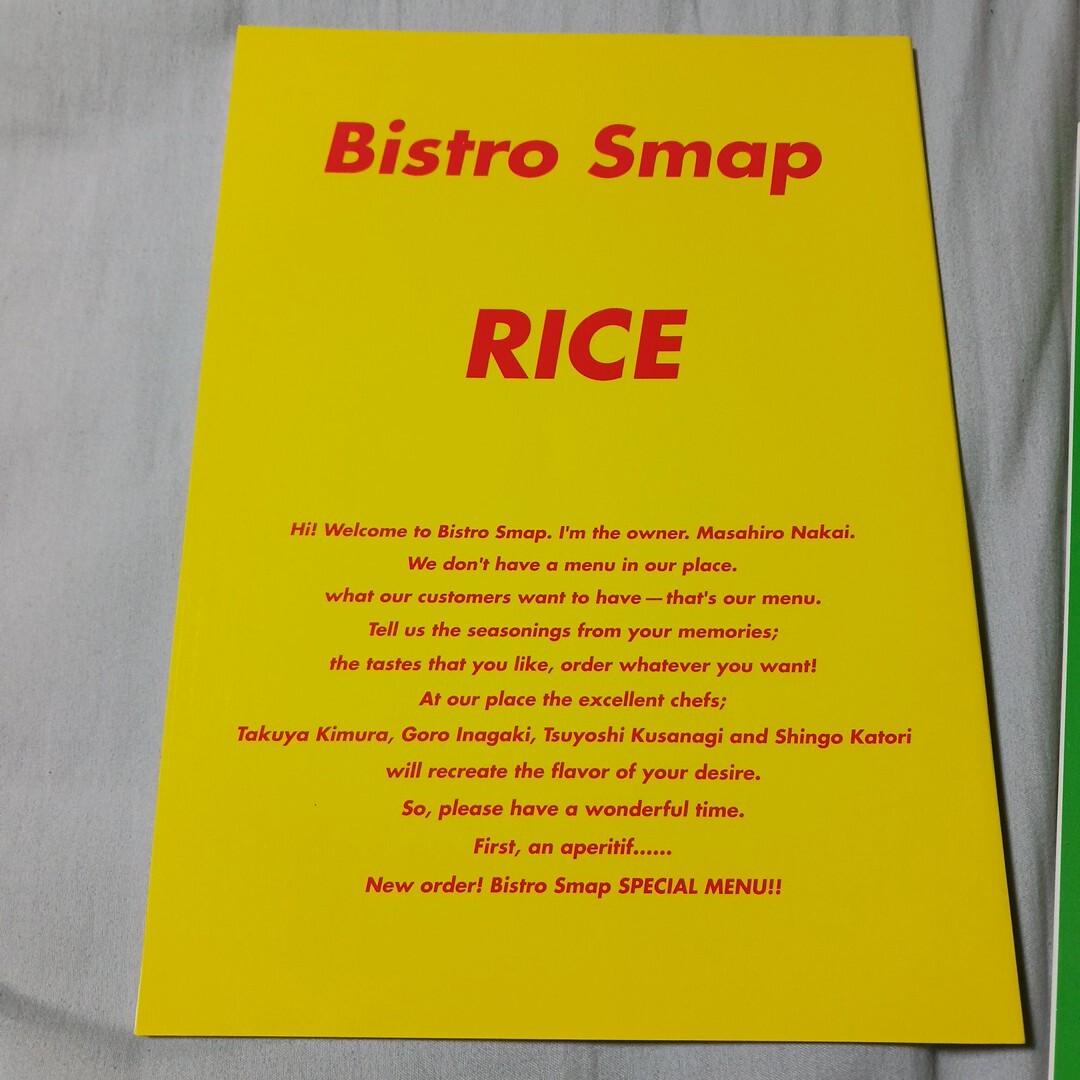 Bistro Smap
RICE
Hi! Welcome to Bistro Smap. I'm the owner. Masahiro Nakai.
We don't have a menu in our place.
what our customers want to have—that's our menu.
Tell us the seasonings from your memories;
the tastes that you like, order whatever you want!
At our place the excellent chefs;
Takuya Kimura, Goro Inagaki, Tsuyoshi Kusanagi and Shingo Katori
will recreate the flavor of your desire.
So, please have a wonderful time.
First, an aperitif......
New order! Bistro Smap SPECIAL MENU!!